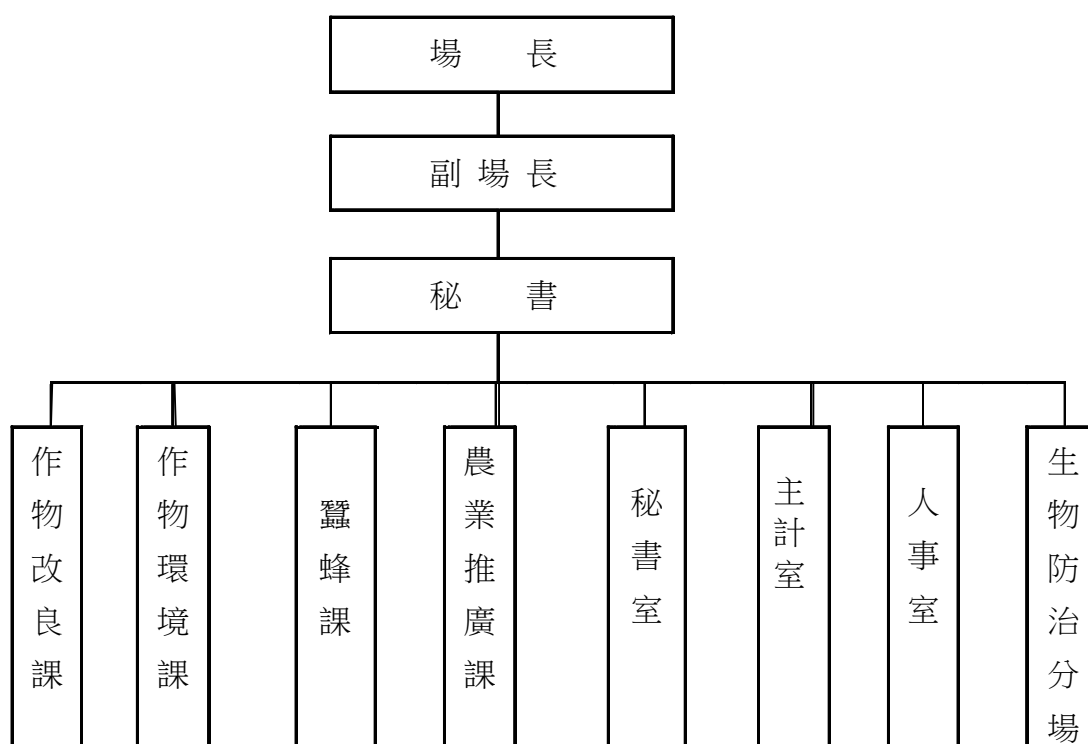 場 長
副場長
秘 書
作物改良課
作物環境課
蠶蜂課
農業推廣課
秘書室
主計室
人事室
生物防治分場